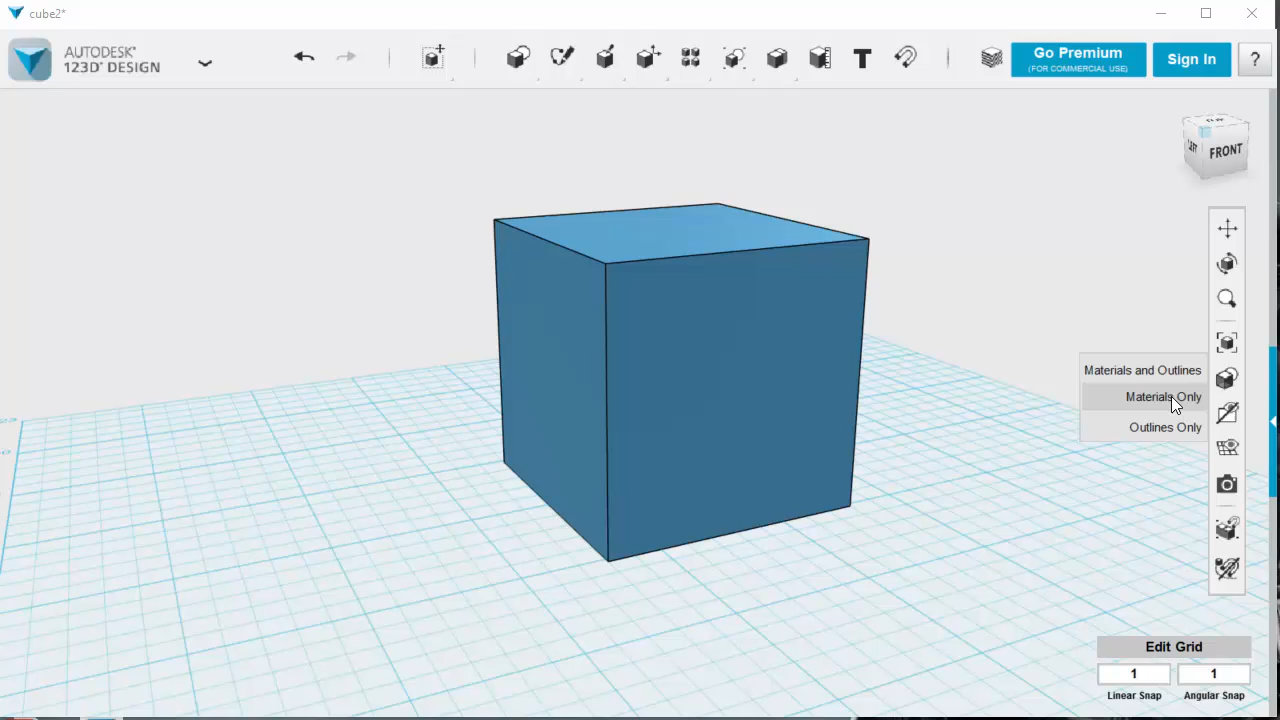 cube2*
AUTODESK®
123D® DESIGN
Go Premium
(FOR COMMERCIAL USE)
Sign In
?
LEFT
FRONT
Materials and Outlines
Materials Only
Outlines Only
Edit Grid
1
1
Linear Snap
Angular Snap